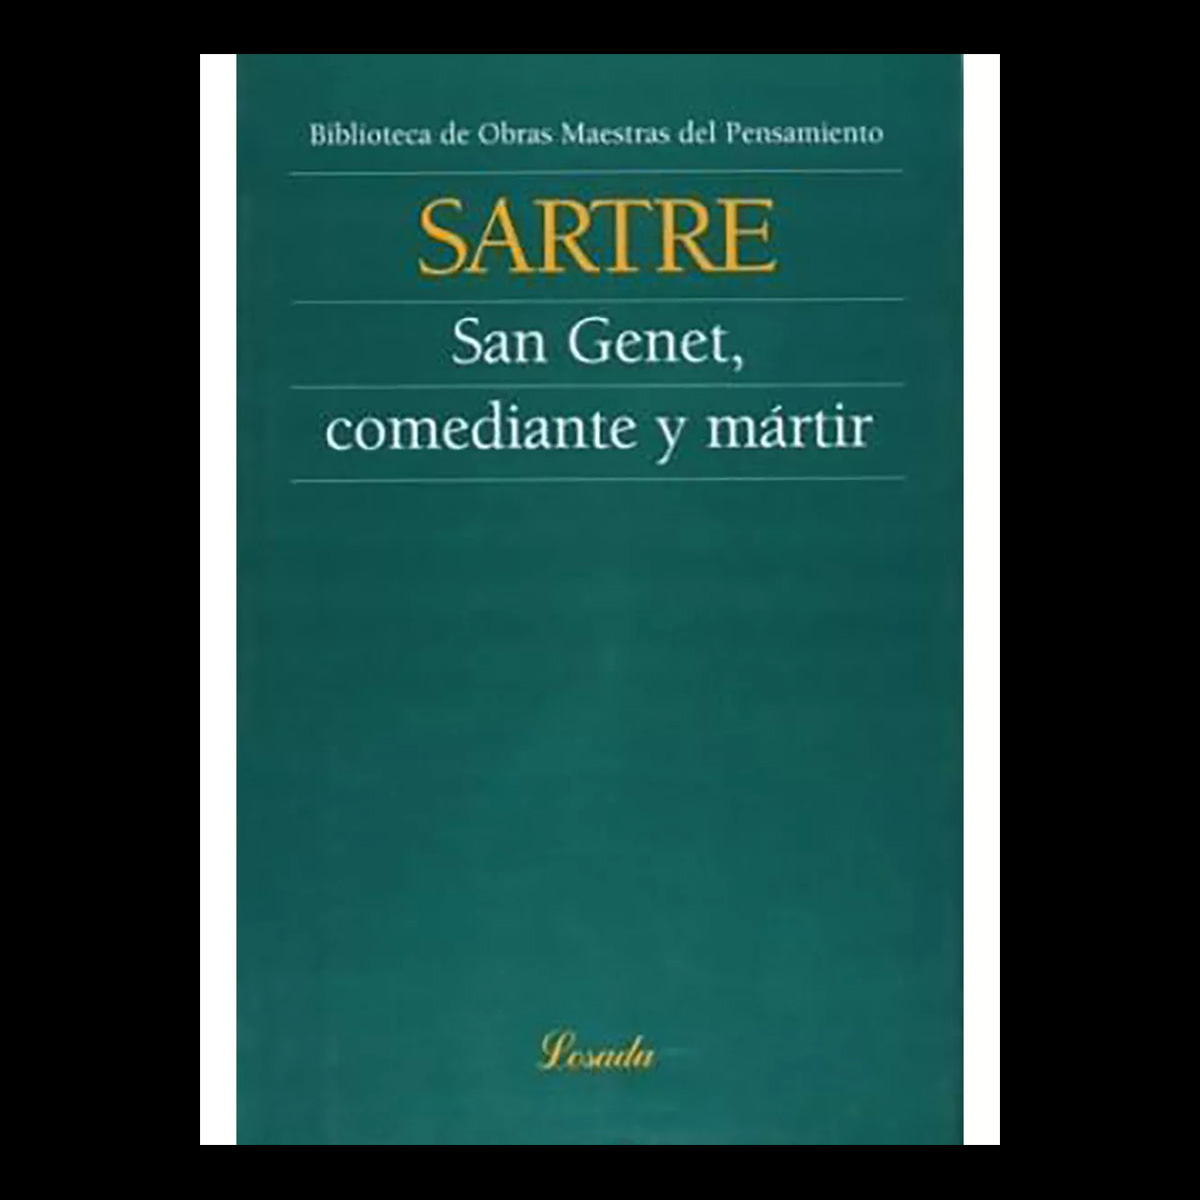 Biblioteca de Obras Maestras del Pensamiento
SARTRE
San Genet,
comediante y mártir
Losada